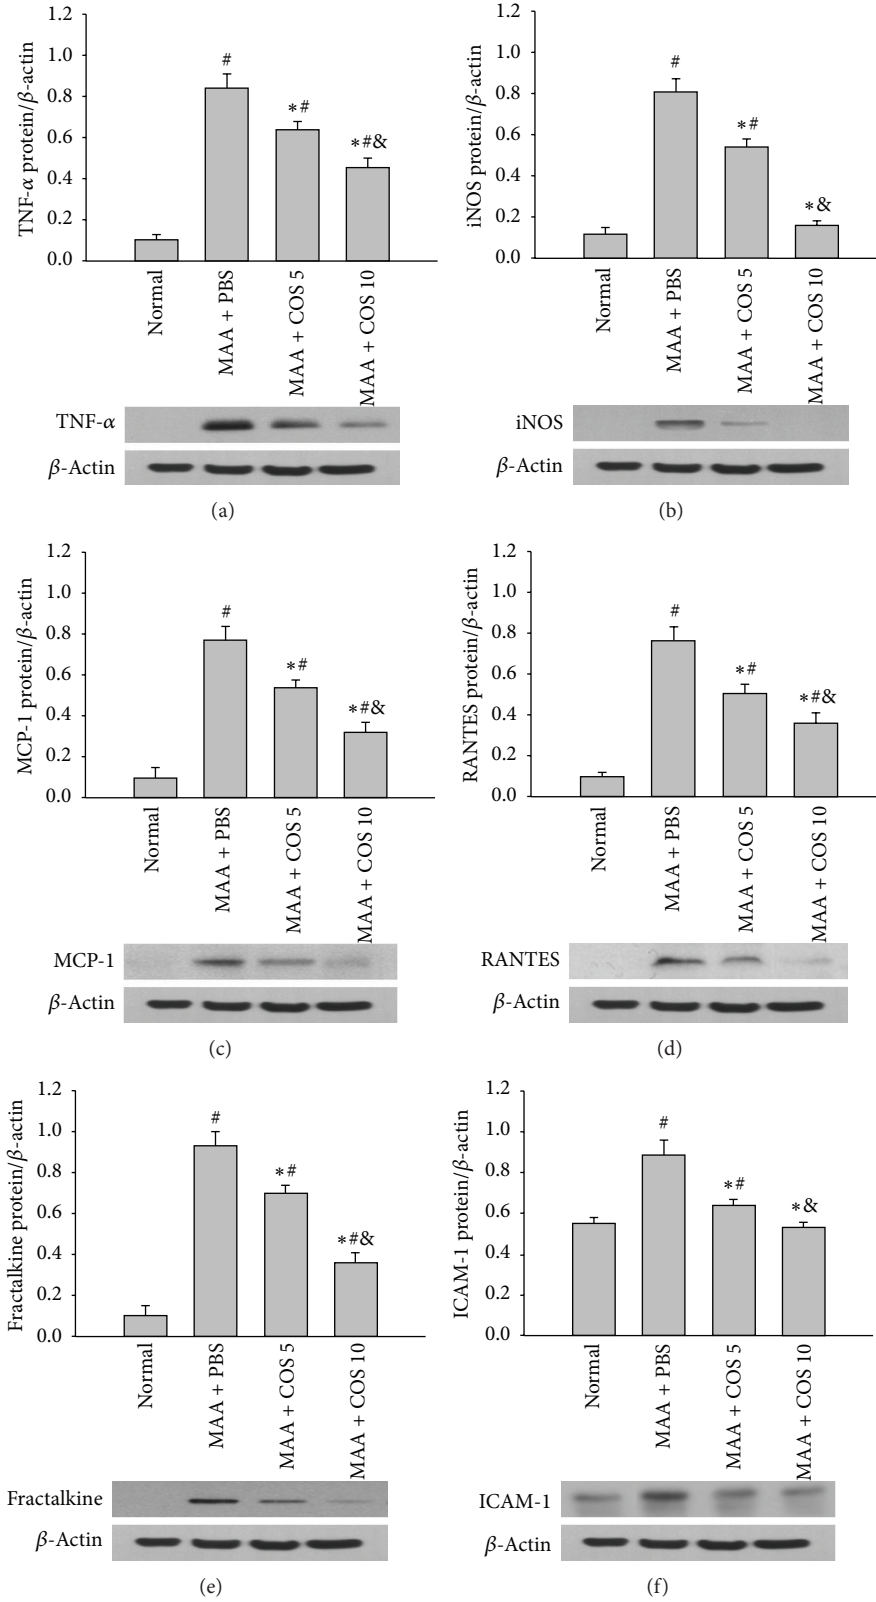 TNF-α protein/β-actin
1.2
1.0
0.8
0.6
0.4
0.2
0.0
#
∗#
∗#&
Normal
MAA + PBS
MAA + COS 5
MAA + COS 10
TNF-α
β-Actin
(a)
iNOS protein/β-actin
1.2
1.0
0.8
0.6
0.4
0.2
0.0
#
∗#
∗&
Normal
MAA + PBS
MAA + COS 5
MAA + COS 10
iNOS
β-Actin
(b)
MCP-1 protein/β-actin
1.2
1.0
0.8
0.6
0.4
0.2
0.0
#
∗#
∗#&
Normal
MAA + PBS
MAA + COS 5
MAA + COS 10
MCP-1
β-Actin
(c)
RANTES protein/β-actin
1.2
1.0
0.8
0.6
0.4
0.2
0.0
#
∗#
∗#&
Normal
MAA + PBS
MAA + COS 5
MAA + COS 10
RANTES
β-Actin
(d)
Fractalkine protein/β-actin
1.2
1.0
0.8
0.6
0.4
0.2
0.0
#
∗#
∗#&
Normal
MAA + PBS
MAA + COS 5
MAA + COS 10
Fractalkine
β-Actin
(e)
ICAM-1 protein/β-actin
1.2
1.0
0.8
0.6
0.4
0.2
0.0
#
∗#
∗&
Normal
MAA + PBS
MAA + COS 5
MAA + COS 10
ICAM-1
β-Actin
(f)